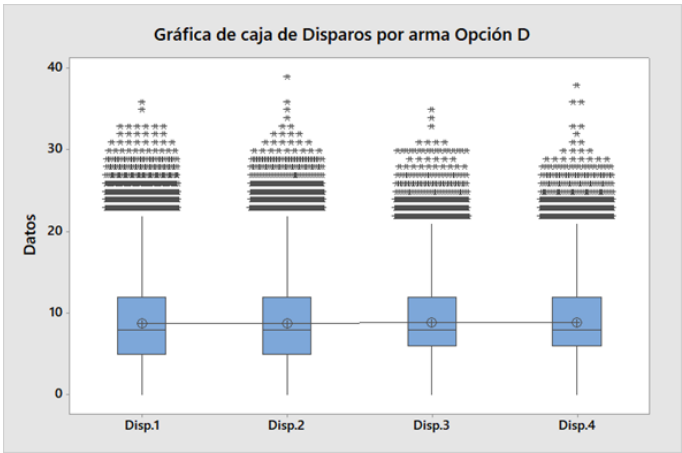 Gráfica de caja de Disparos por arma Opción D
40
30
20
10
0
Datos
Disp.1 Disp.2 Disp.3 Disp.4